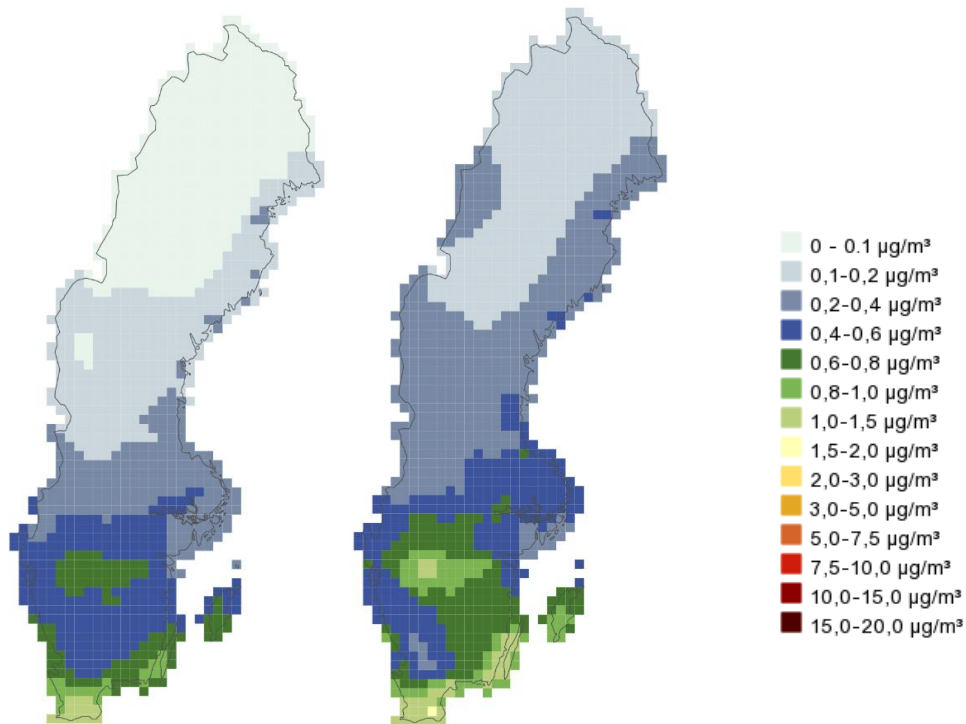 0 - 0.1 µg/m³
0,1-0,2 µg/m³
0,2-0,4 µg/m³
0,4-0,6 µg/m³
0,6-0,8 µg/m³
0,8-1,0 µg/m³
1,0-1,5 µg/m³
1,5-2,0 µg/m³
2,0-3,0 µg/m³
3,0-5,0 µg/m³
5,0-7,5 µg/m³
7,5-10,0 µg/m³
10,0-15,0 µg/m³
15,0-20,0 µg/m³